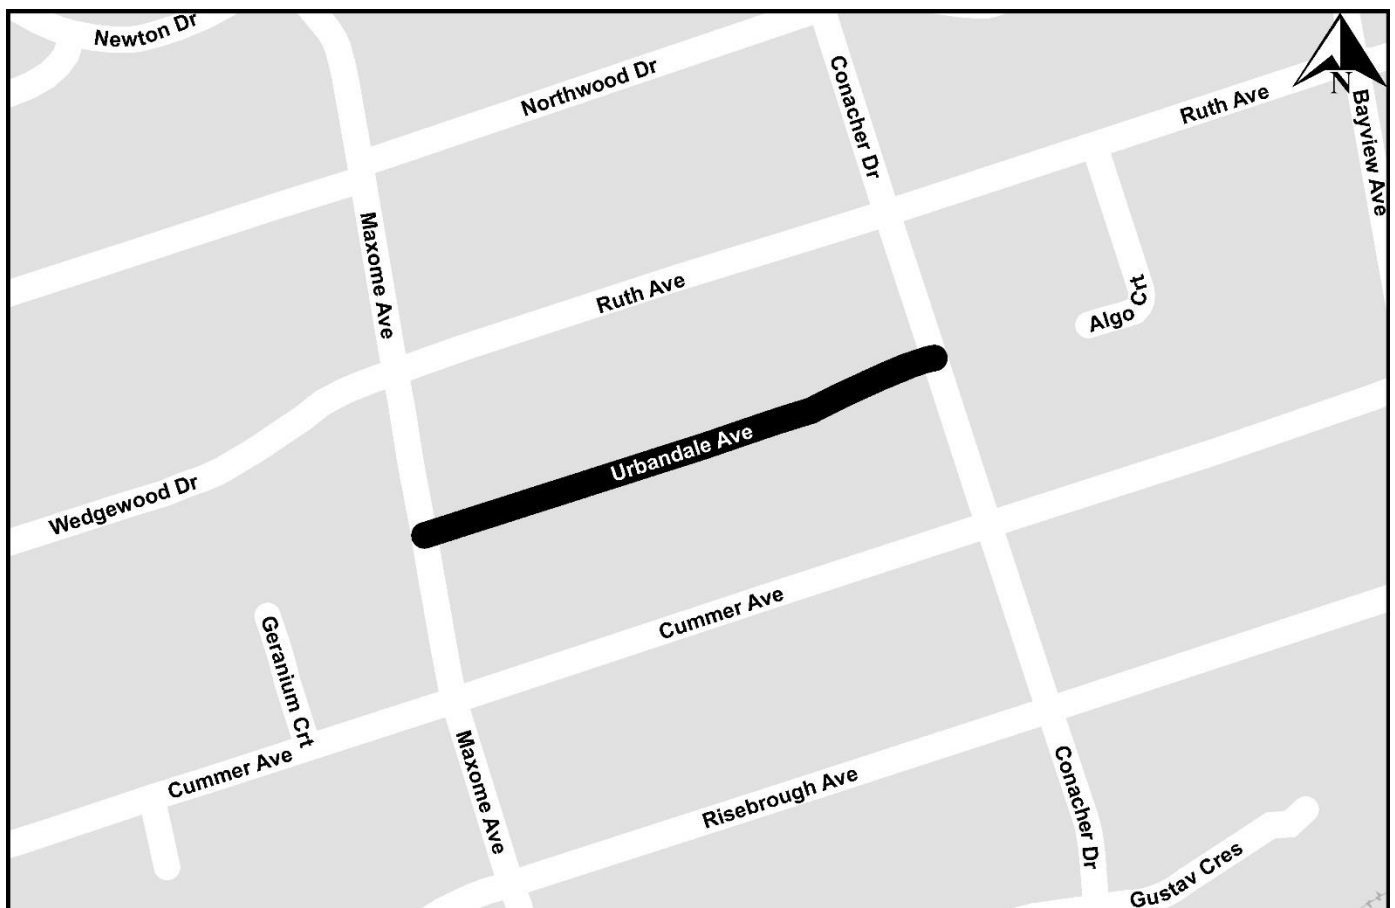 Newton Dr
Northwood Dr
Conacher Dr
Ruth Ave
N
Bayview Ave
Maxome Ave
Ruth Ave
Algo Crt
Urbandale Ave
Wedgewood Dr
Cummer Ave
Geranium Crt
Cummer Ave
Maxome Ave
Risebrough Ave
Conacher Dr
Gustav Cres